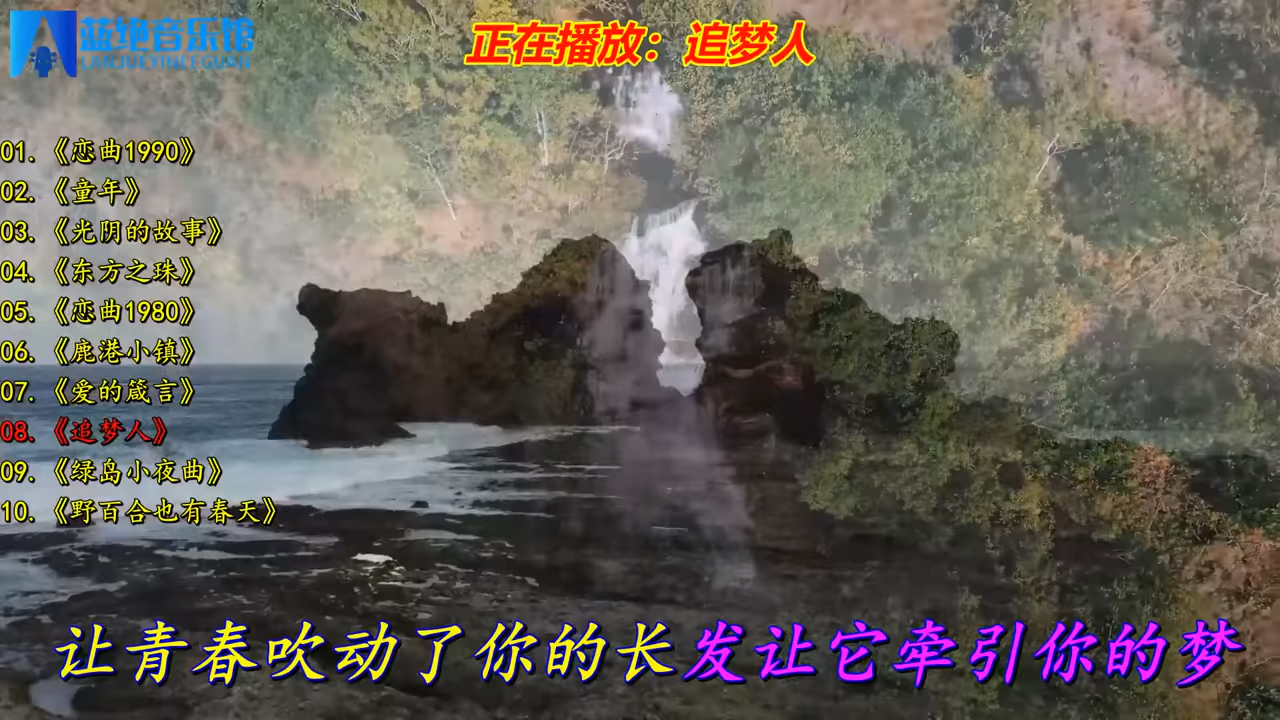 蓝绝音乐馆
LANJUEYINLEGUAN
正在播放：追梦人
01.《恋曲1990》
02.《童年》
03.《光阴的故事》
04.《东方之珠》
05.《恋曲1980》
06.《鹿港小镇》
07.《爱的箴言》
08.《追梦人》
09.《绿岛小夜曲》
10.《野百合也有春天》
让青春吹动了你的长发让它牵引你的梦